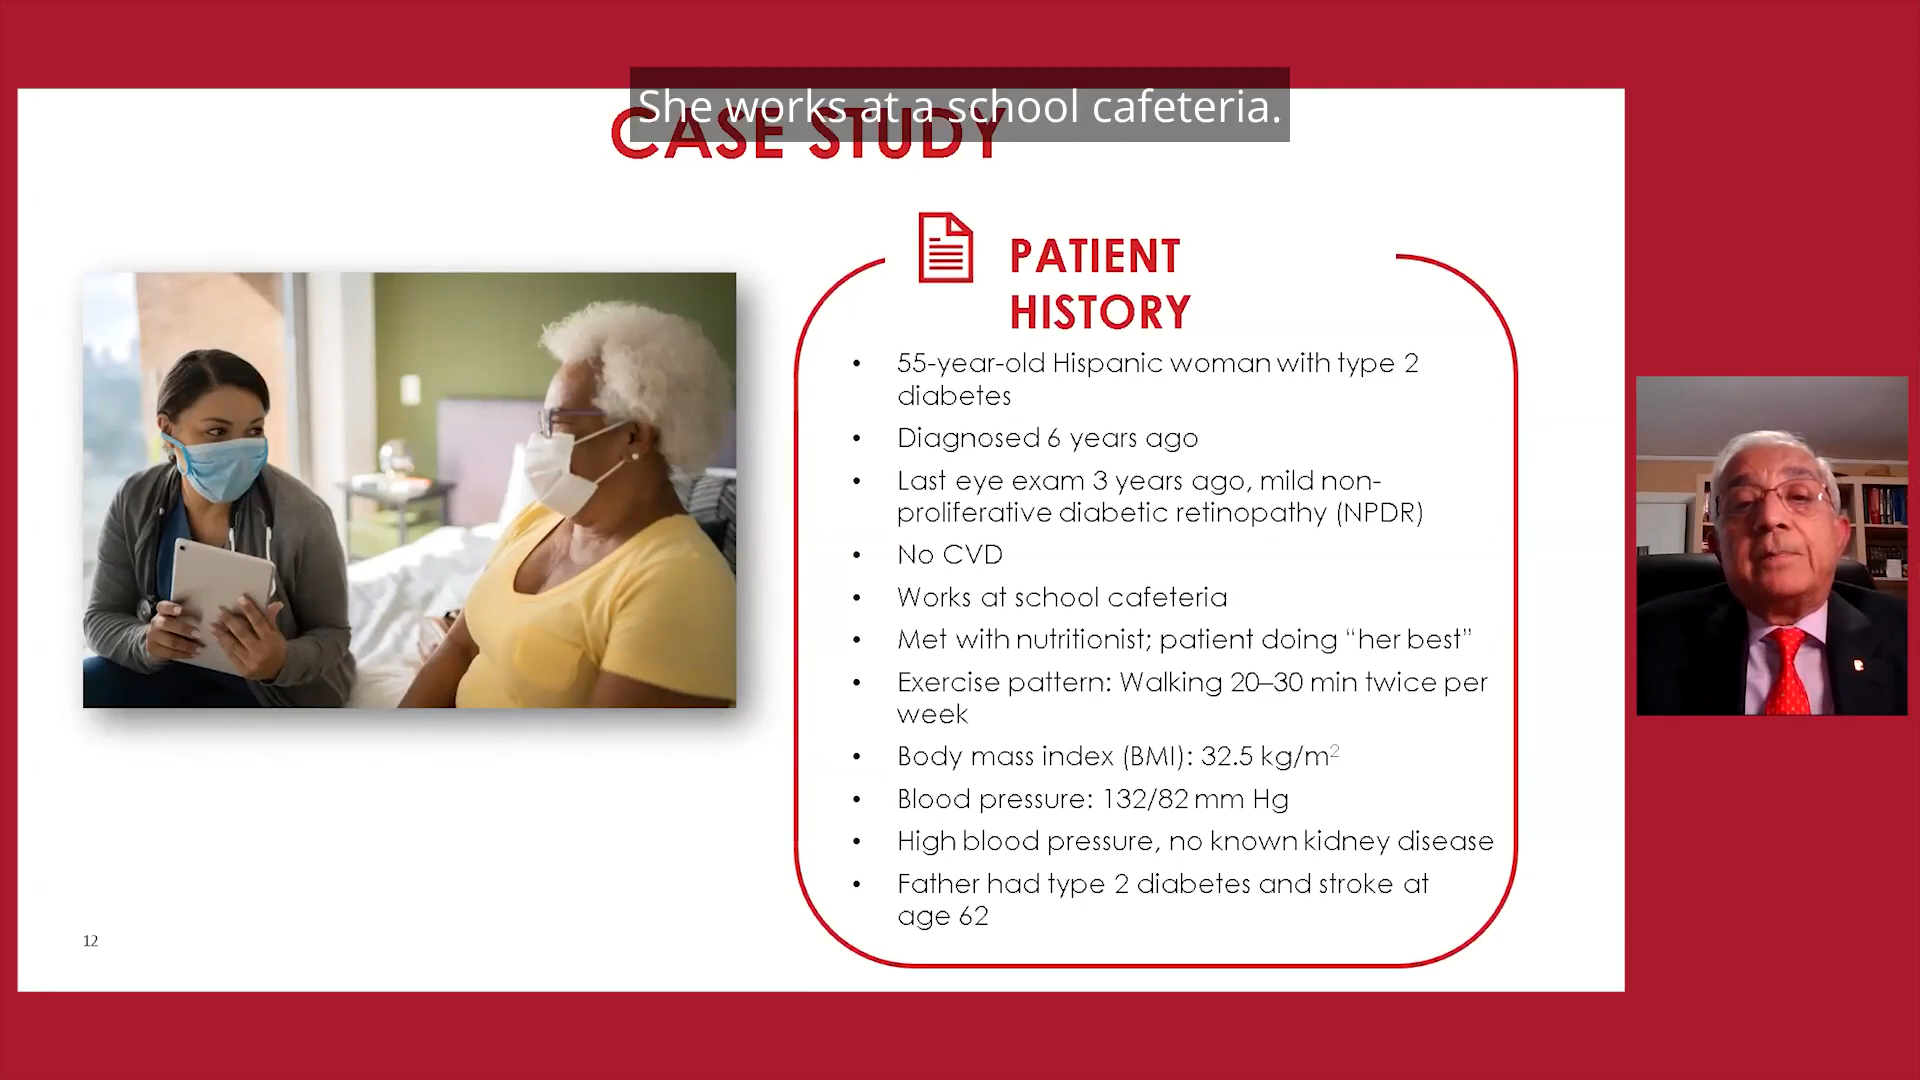 She works at a school cafeteria.
CASE STUDY
PATIENT
HISTORY
• 55-year-old Hispanic woman with type 2
diabetes
• Diagnosed 6 years ago
• Last eye exam 3 years ago, mild non-
proliferative diabetic retinopathy (NPDR)
• No CVD
• Works at school cafeteria
• Met with nutritionist; patient doing “her best”
• Exercise pattern: Walking 20–30 min twice per
week
• Body mass index (BMI): 32.5 kg/m²
• Blood pressure: 132/82 mm Hg
• High blood pressure, no known kidney disease
• Father had type 2 diabetes and stroke at
age 62
12